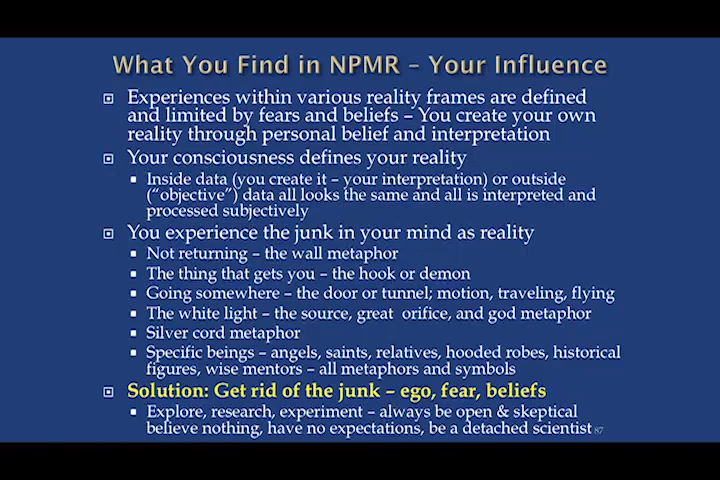 What You Find in NPMR – Your Influence
Experiences within various reality frames are defined
and limited by fears and beliefs – You create your own
reality through personal belief and interpretation
Your consciousness defines your reality
Inside data (you create it – your interpretation) or outside
(“objective”) data all looks the same and all is interpreted and
processed subjectively
You experience the junk in your mind as reality
Not returning – the wall metaphor
The thing that gets you – the hook or demon
Going somewhere – the door or tunnel; motion, traveling, flying
The white light – the source, great orifice, and god metaphor
Silver cord metaphor
Specific beings – angels, saints, relatives, hooded robes, historical
figures, wise mentors – all metaphors and symbols
Solution: Get rid of the junk – ego, fear, beliefs
Explore, research, experiment – always be open & skeptical
believe nothing, have no expectations, be a detached scientist 87